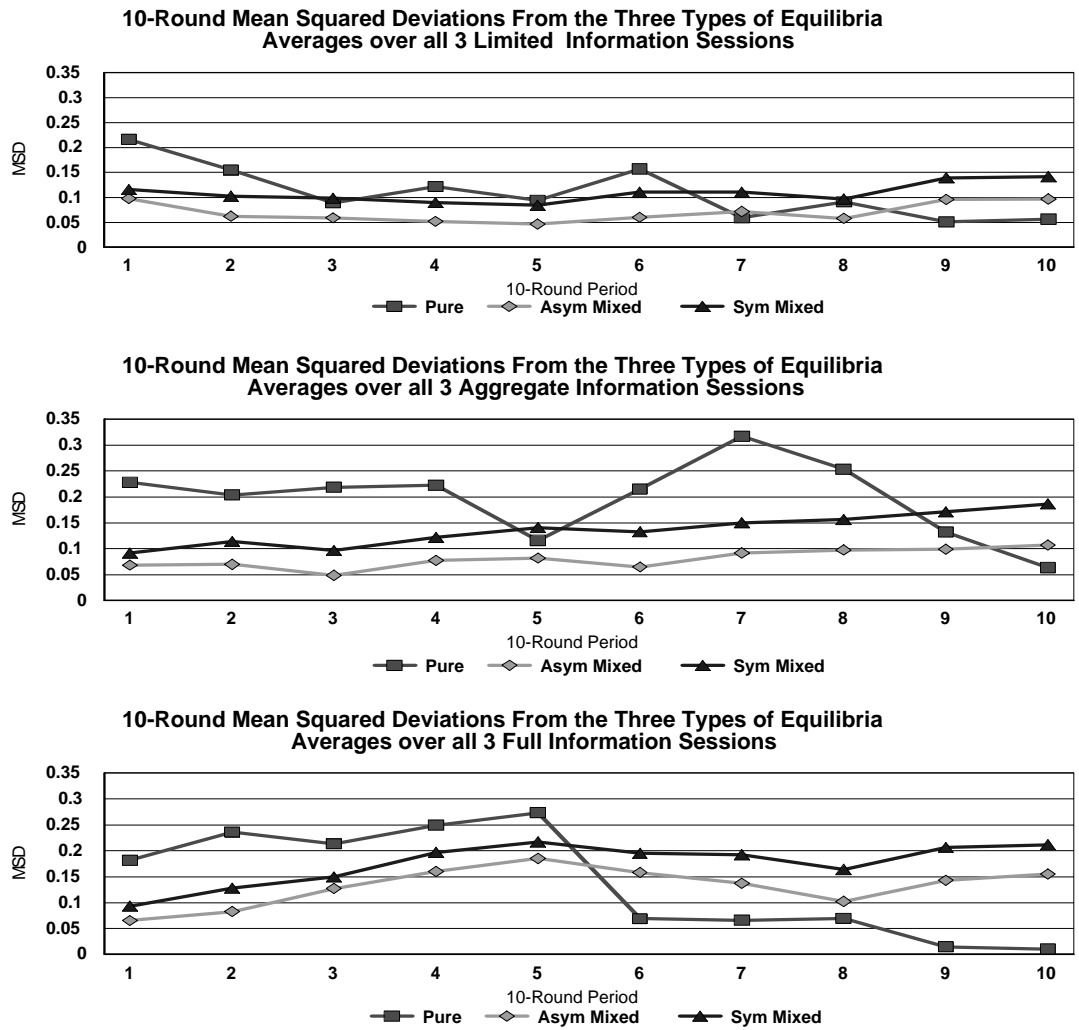 10-Round Mean Squared Deviations From the Three Types of Equilibria
Averages over all 3 Limited Information Sessions
0.35
0.3
0.25
0.2
0.15
0.1
0.05
0
MSD
1 2 3 4 5 6 7 8 9 10
10-Round Period
Pure Asym Mixed Sym Mixed
10-Round Mean Squared Deviations From the Three Types of Equilibria
Averages over all 3 Aggregate Information Sessions
0.35
0.3
0.25
0.2
0.15
0.1
0.05
0
MSD
1 2 3 4 5 6 7 8 9 10
10-Round Period
Pure Asym Mixed Sym Mixed
10-Round Mean Squared Deviations From the Three Types of Equilibria
Averages over all 3 Full Information Sessions
0.35
0.3
0.25
0.2
0.15
0.1
0.05
0
MSD
1 2 3 4 5 6 7 8 9 10
10-Round Period
Pure Asym Mixed Sym Mixed